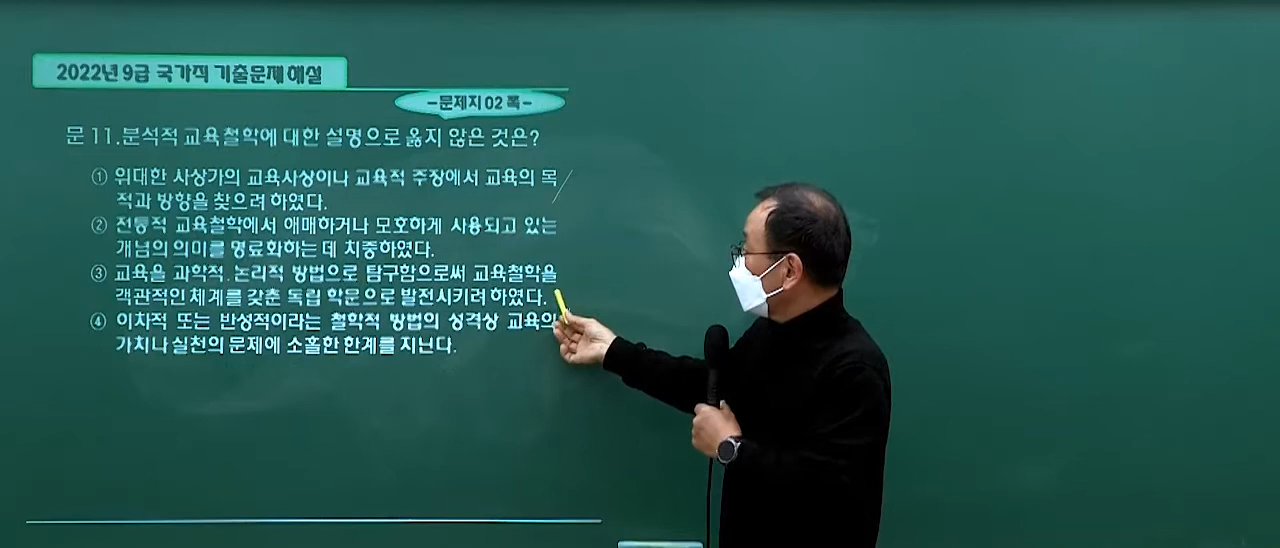 2022년 9급 국가직 기출문제 해설
-문제지 02 쪽-
문 11.분석적 교육철학에 대한 설명으로 옳지 않은 것은?
① 위대한 사상가의 교육사상이나 교육적 주장에서 교육의 목
적과 방향을 찾으려 하였다.
② 전통적 교육철학에서 애매하거나 모호하게 사용되고 있는
개념의 의미를 명료화하는 데 치중하였다.
③ 교육을 과학적·논리적 방법으로 탐구함으로써 교육철학을
객관적인 체계를 갖춘 독립 학문으로 발전시키려 하였다.
④ 이차적 또는 반성적이라는 철학적 방법의 성격상 교육의
가치나 실천의 문제에 소홀한 한계를 지닌다.